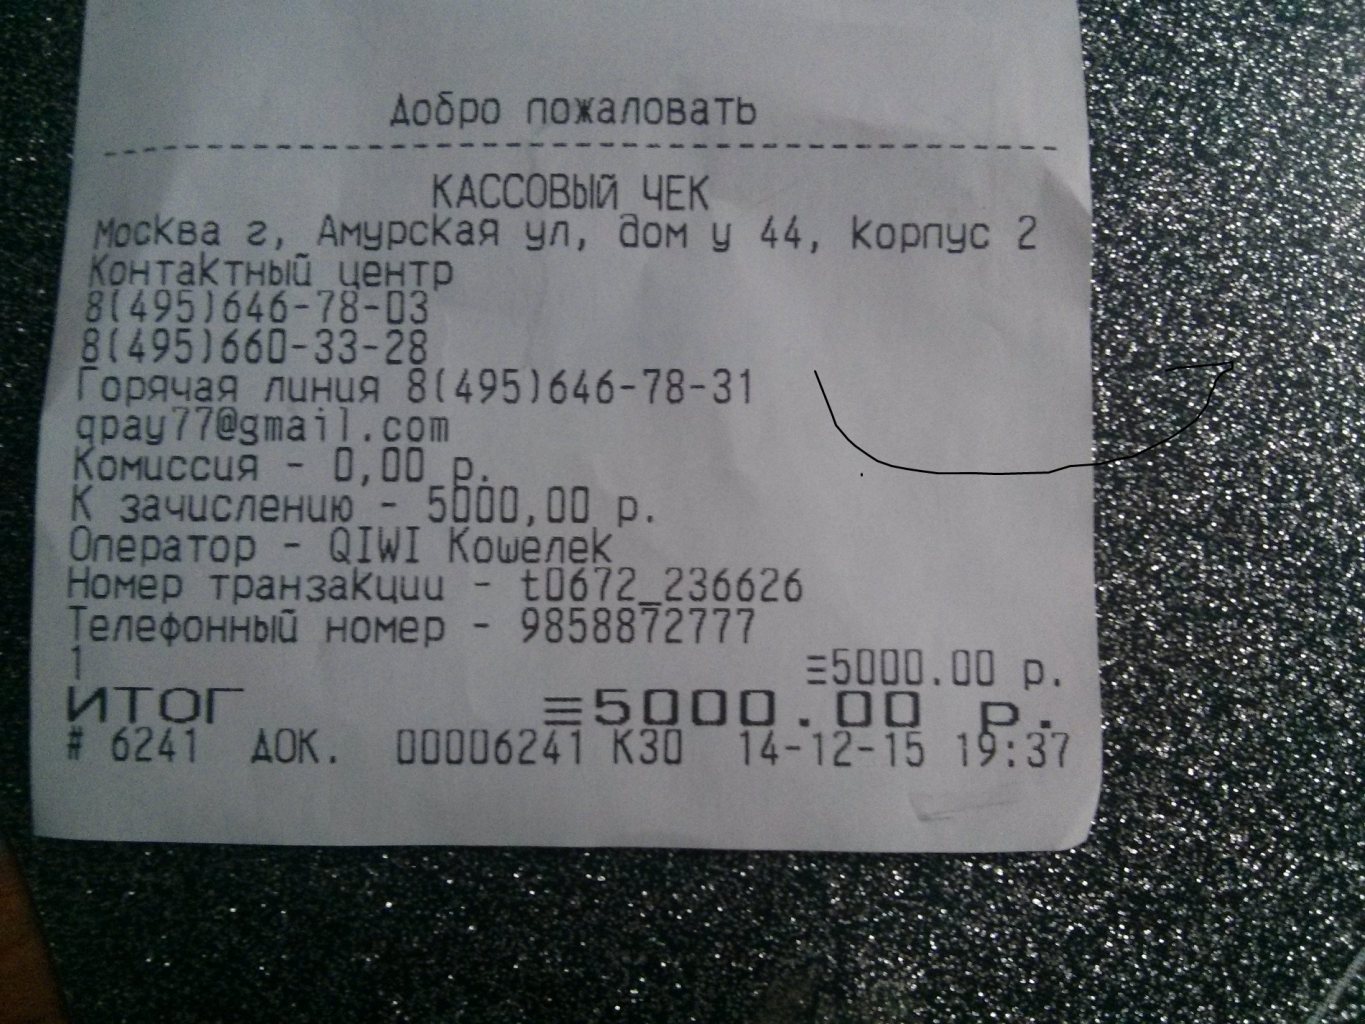 Добро пожаловать
КАССОВЫЙ ЧЕК
Москва г, Амурская ул, дом у 44, корпус 2
Контактный центр
8(495)646-78-03
8(495)660-33-28
Горячая линия 8(495)646-78-31
qpay77@gmail.com
Комиссия - 0,00 р.
К зачислению - 5000,00 р.
Оператор - QIWI Кошелек
Номер транзакции - t0672_236626
Телефонный номер - 9858872777
1 ≡5000.00 р.
ИТОГ ≡5000.00 р.
# 6241 ДОК. 00006241 К30 14-12-15 19:37